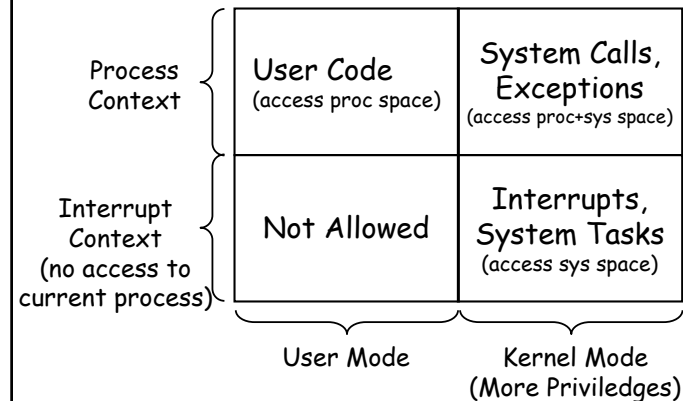 Process
Context
User Code
(access proc space)
System Calls,
Exceptions
(access proc+sys space)
Interrupt
Context
(no access to
current process)
Not Allowed
Interrupts,
System Tasks
(access sys space)
User Mode
Kernel Mode
(More Priviledges)